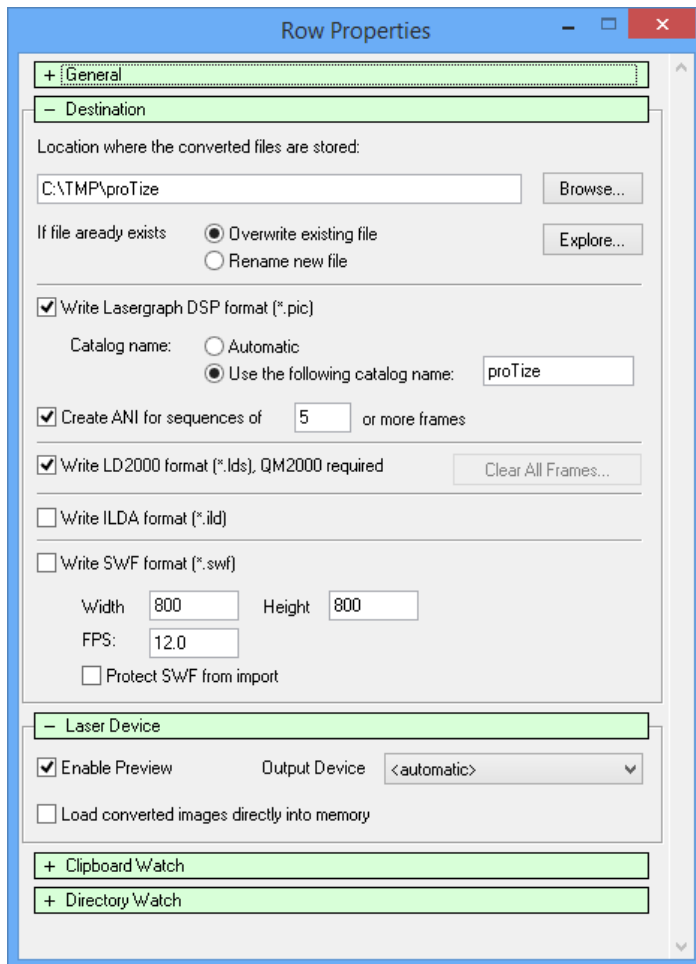 Row Properties
+ General
− Destination
Location where the converted files are stored:
C:\TMP\proTize
Browse...
If file aready exists
Overwrite existing file
Explore...
Rename new file
Write Lasergraph DSP format (*.pic)
Catalog name:
Automatic
Use the following catalog name:
proTize
Create ANI for sequences of 5 or more frames
Write LD2000 format (*.lds), QM2000 required
Clear All Frames...
Write ILDA format (*.ild)
Write SWF format (*.swf)
Width 800 Height 800
FPS: 12.0
Protect SWF from import
− Laser Device
Enable Preview
Output Device <automatic>
Load converted images directly into memory
+ Clipboard Watch
+ Directory Watch